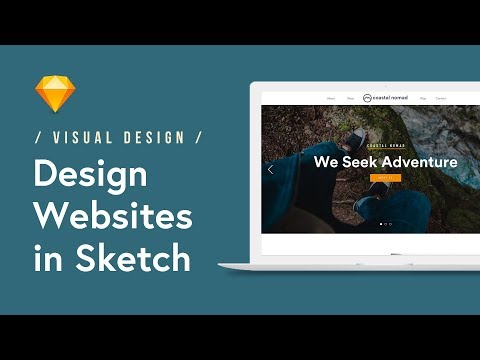 / VISUAL DESIGN /
Design
Websites
in Sketch
coastal nomad
COASTAL NOMAD
We Seek Adventure